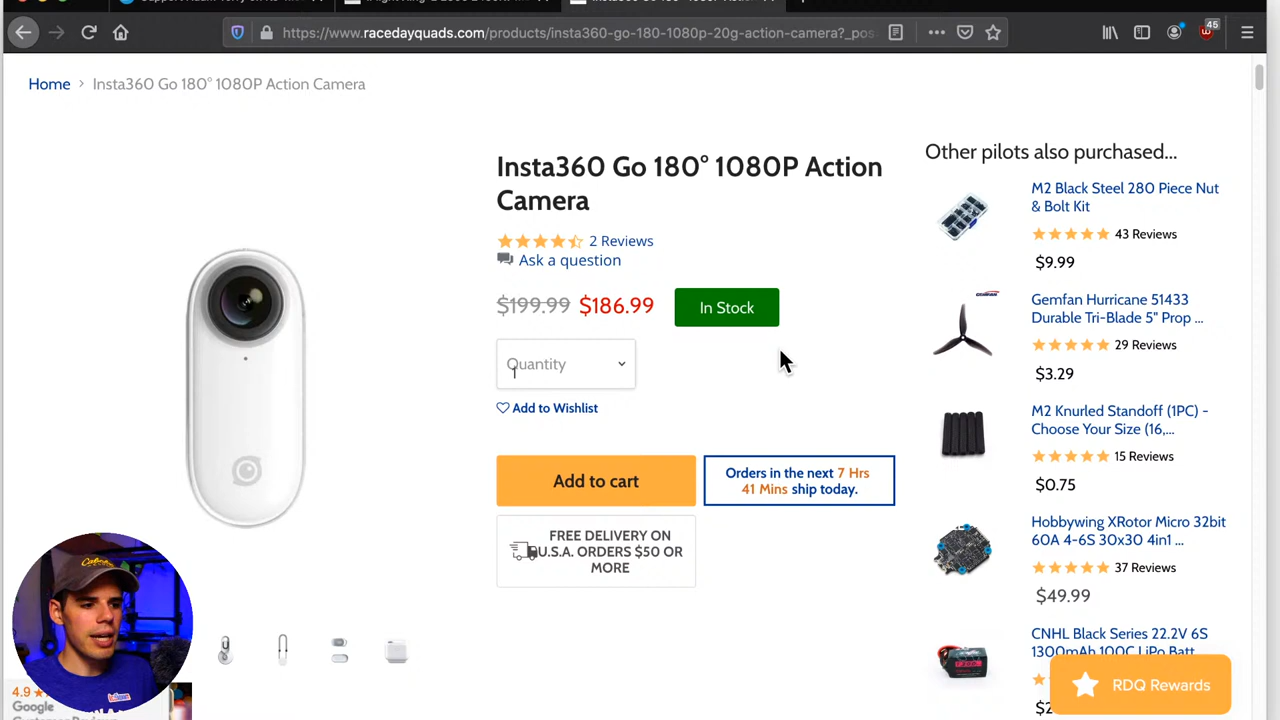 https://www.racedayquads.com/products/insta360-go-180-1080p-20g-action-camera?_pos
45
Home > Insta360 Go 180° 1080P Action Camera
Insta360 Go 180° 1080P Action
Camera
2 Reviews
Ask a question
$199.99 $186.99 In Stock
Quantity
Add to Wishlist
Add to cart
Orders in the next 7 Hrs
41 Mins ship today.
FREE DELIVERY ON
U.S.A. ORDERS $50 OR
MORE
Other pilots also purchased...
M2 Black Steel 280 Piece Nut
& Bolt Kit
43 Reviews
$9.99
GEMFAN
Gemfan Hurricane 51433
Durable Tri-Blade 5" Prop ...
29 Reviews
$3.29
M2 Knurled Standoff (1PC) -
Choose Your Size (16,...
15 Reviews
$0.75
Hobbywing XRotor Micro 32bit
60A 4-6S 30x30 4in1 ...
37 Reviews
$49.99
CNHL Black Series 22.2V 6S
1300mAh 100C LiPo Batt
RDQ Rewards
4.9
Google